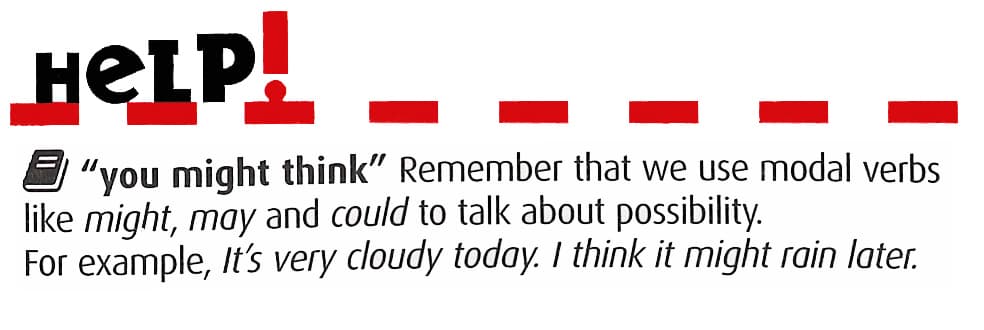 HeLP!
“you might think” Remember that we use modal verbs
like might, may and could to talk about possibility.
For example, It’s very cloudy today. I think it might rain later.